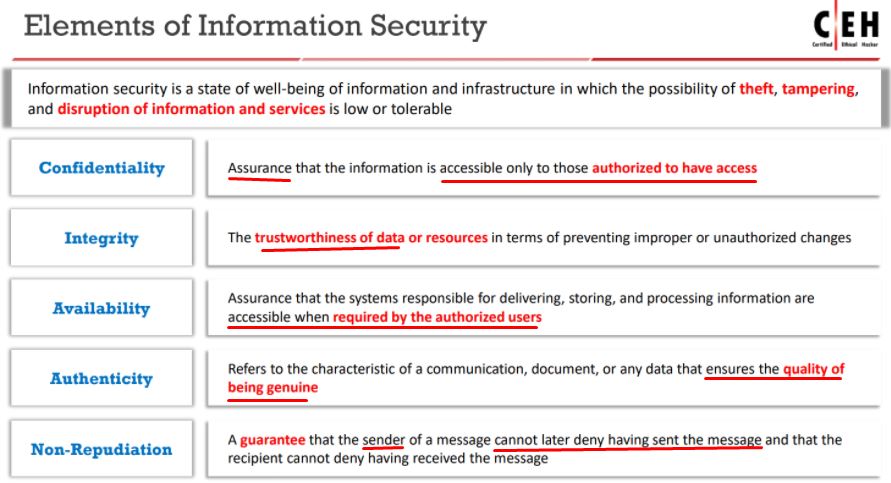 Elements of Information Security
C|EH
Certified Ethical Hacker
Information security is a state of well-being of information and infrastructure in which the possibility of theft, tampering,
and disruption of information and services is low or tolerable
Confidentiality
Assurance that the information is accessible only to those authorized to have access
Integrity
The trustworthiness of data or resources in terms of preventing improper or unauthorized changes
Availability
Assurance that the systems responsible for delivering, storing, and processing information are
accessible when required by the authorized users
Authenticity
Refers to the characteristic of a communication, document, or any data that ensures the quality of
being genuine
Non-Repudiation
A guarantee that the sender of a message cannot later deny having sent the message and that the
recipient cannot deny having received the message